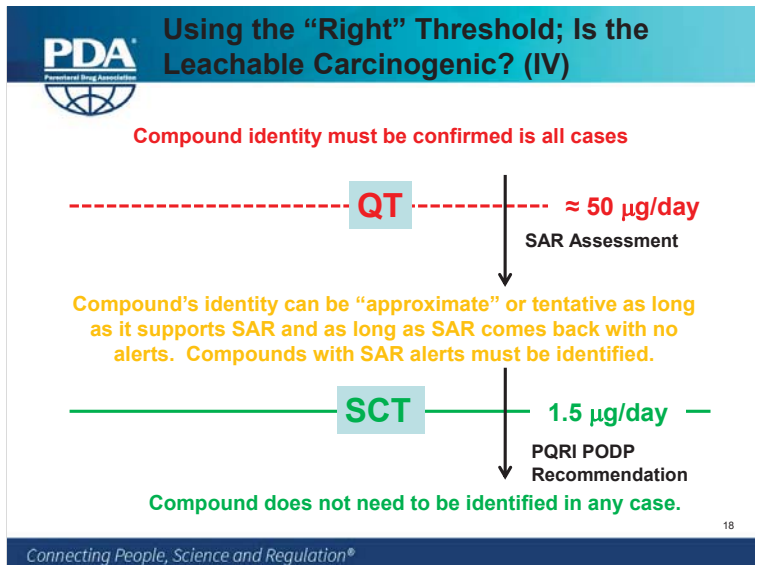 Using the “Right” Threshold; Is the
Leachable Carcinogenic? (IV)
PDA®
Parenteral Drug Association
Compound identity must be confirmed is all cases
QT
≈ 50 μg/day
SAR Assessment
Compound’s identity can be “approximate” or tentative as long
as it supports SAR and as long as SAR comes back with no
alerts. Compounds with SAR alerts must be identified.
SCT
1.5 μg/day
PQRI PODP
Recommendation
Compound does not need to be identified in any case.
18
Connecting People, Science and Regulation®